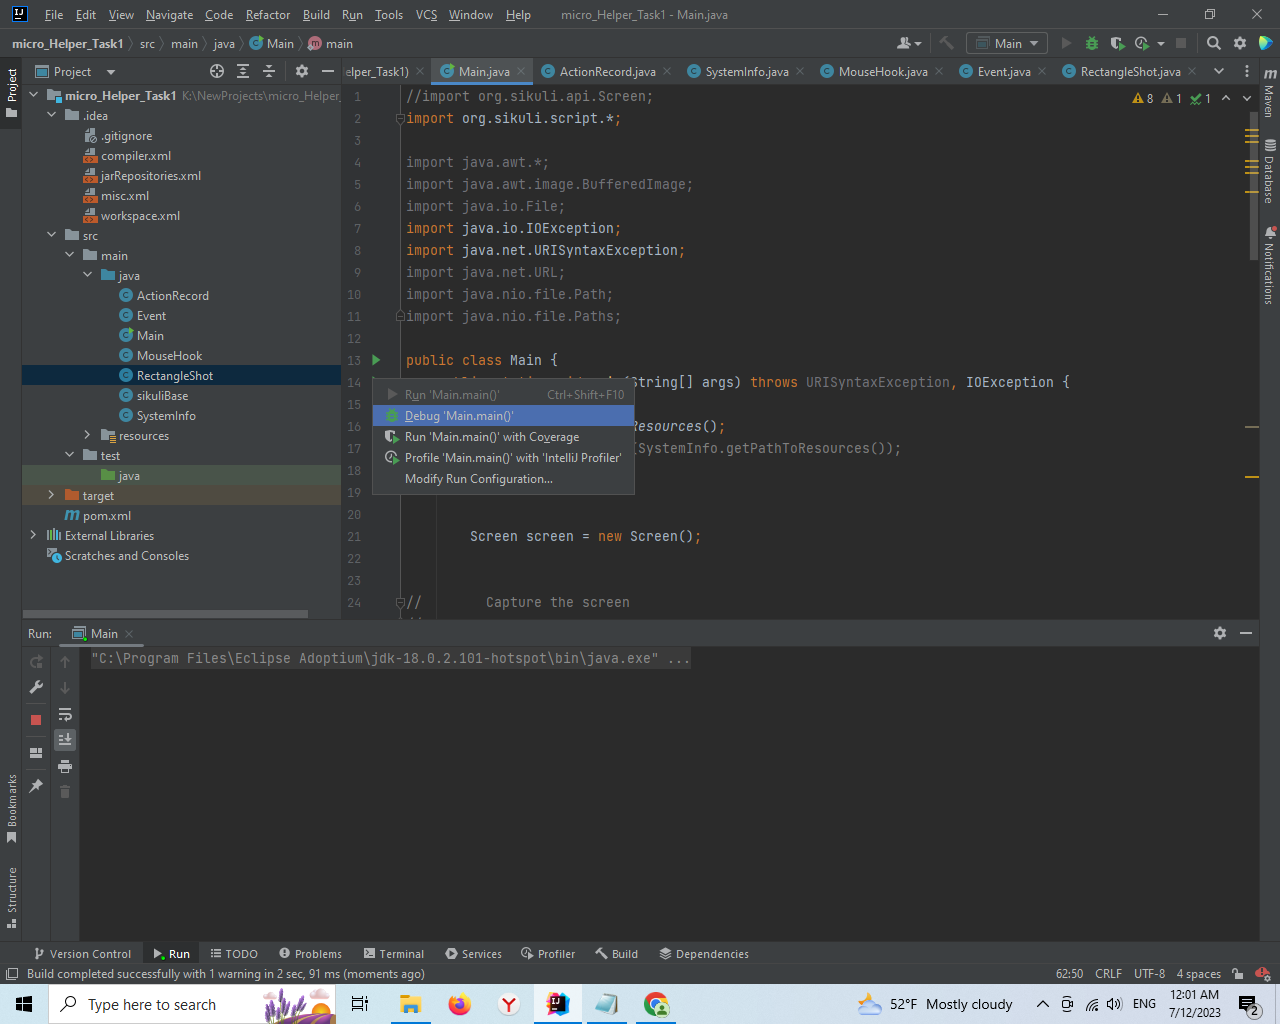 File Edit View Navigate Code Refactor Build Run Tools VCS Window Help micro_Helper_Task1 - Main.java
micro_Helper_Task1 src main java Main main
Main
Project
elper_Task1) Main.java ActionRecord.java SystemInfo.java MouseHook.java Event.java RectangleShot.java
Project
Maven
Database
Notifications
Bookmarks
Structure
micro_Helper_Task1 K:\NewProjects\micro_Helper_
.idea
.gitignore
compiler.xml
jarRepositories.xml
misc.xml
workspace.xml
src
main
java
ActionRecord
Event
Main
MouseHook
RectangleShot
sikuliBase
SystemInfo
resources
test
java
target
pom.xml
External Libraries
Scratches and Consoles
8 1 1
1 //import org.sikuli.api.Screen;
2 import org.sikuli.script.*;
3
4 import java.awt.*;
5 import java.awt.image.BufferedImage;
6 import java.io.File;
7 import java.io.IOException;
8 import java.net.URISyntaxException;
9 import java.net.URL;
10 import java.nio.file.Path;
11 import java.nio.file.Paths;
12
13 public class Main {
14 (String[] args) throws URISyntaxException, IOException {
15
16 Resources();
17 (SystemInfo.getPathToResources());
18
19
20
21 Screen screen = new Screen();
22
23
24 // Capture the screen
Run 'Main.main()' Ctrl+Shift+F10
Debug 'Main.main()'
Run 'Main.main()' with Coverage
Profile 'Main.main()' with 'IntelliJ Profiler'
Modify Run Configuration...
Run: Main
"C:\Program Files\Eclipse Adoptium\jdk-18.0.2.101-hotspot\bin\java.exe" ...
Version Control Run TODO Problems Terminal Services Profiler Build Dependencies
Build completed successfully with 1 warning in 2 sec, 91 ms (moments ago) 62:50 CRLF UTF-8 4 spaces
Type here to search
52°F Mostly cloudy ENG 12:01 AM
7/12/2023
2